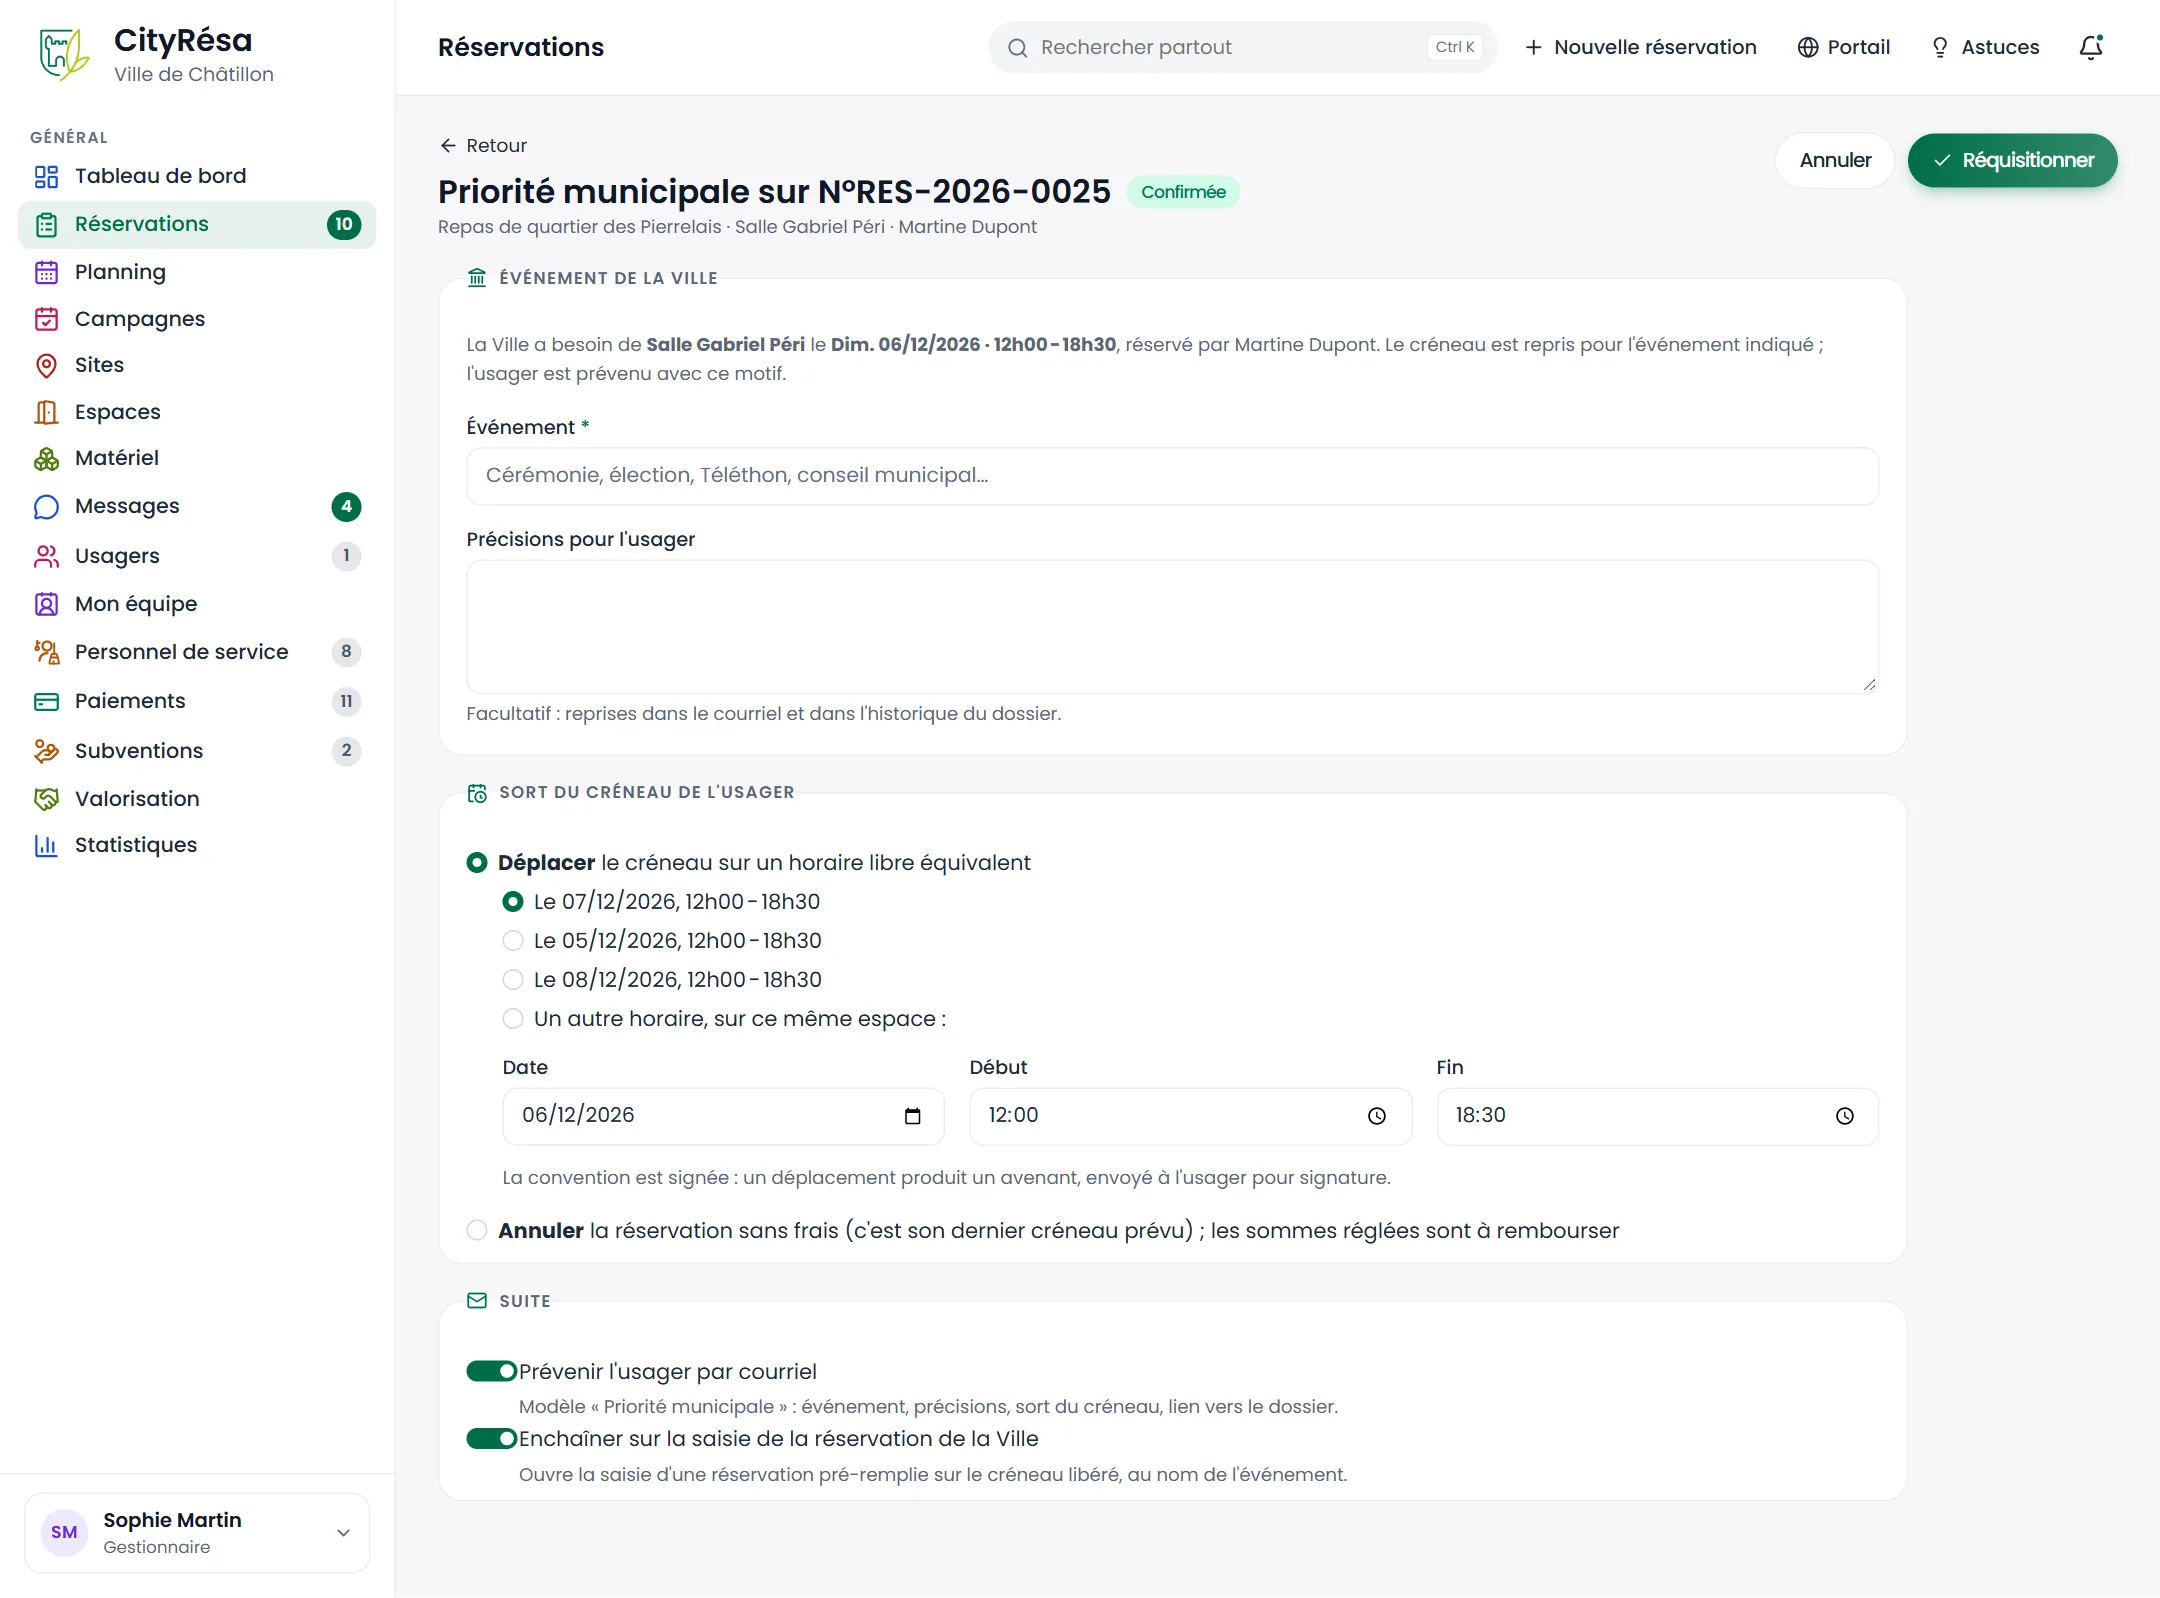 CityRésa
Ville de Châtillon
GÉNÉRAL
Tableau de bord
Réservations 10
Planning
Campagnes
Sites
Espaces
Matériel
Messages 4
Usagers 1
Mon équipe
Personnel de service 8
Paiements 11
Subventions 2
Valorisation
Statistiques
SM
Sophie Martin
Gestionnaire
Réservations
Rechercher partout Ctrl K
Nouvelle réservation
Portail
Astuces
Retour
Annuler
Réquisitionner
Priorité municipale sur N°RES-2026-0025 Confirmée
Repas de quartier des Pierrelais · Salle Gabriel Péri · Martine Dupont
ÉVÉNEMENT DE LA VILLE
La Ville a besoin de Salle Gabriel Péri le Dim. 06/12/2026 · 12h00-18h30, réservé par Martine Dupont. Le créneau est repris pour l'événement indiqué ;
l'usager est prévenu avec ce motif.
Événement *
Cérémonie, élection, Téléthon, conseil municipal...
Précisions pour l'usager
Facultatif : reprises dans le courriel et dans l'historique du dossier.
SORT DU CRÉNEAU DE L'USAGER
Déplacer le créneau sur un horaire libre équivalent
Le 07/12/2026, 12h00-18h30
Le 05/12/2026, 12h00-18h30
Le 08/12/2026, 12h00-18h30
Un autre horaire, sur ce même espace :
Date Début Fin
06/12/2026 12:00 18:30
La convention est signée : un déplacement produit un avenant, envoyé à l'usager pour signature.
Annuler la réservation sans frais (c'est son dernier créneau prévu) ; les sommes réglées sont à rembourser
SUITE
Prévenir l'usager par courriel
Modèle « Priorité municipale » : événement, précisions, sort du créneau, lien vers le dossier.
Enchaîner sur la saisie de la réservation de la Ville
Ouvre la saisie d'une réservation pré-remplie sur le créneau libéré, au nom de l'événement.